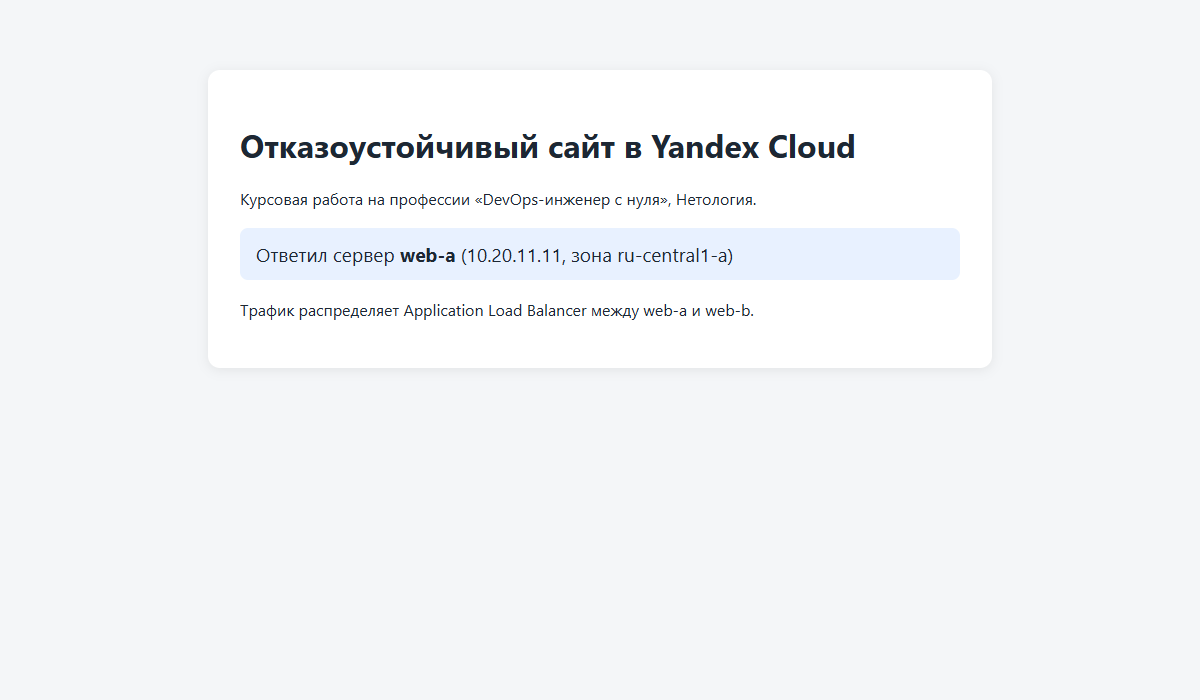 Отказоустойчивый сайт в Yandex Cloud
Курсовая работа на профессии «DevOps-инженер с нуля», Нетология.
Ответил сервер web-a (10.20.11.11, зона ru-central1-a)
Трафик распределяет Application Load Balancer между web-a и web-b.